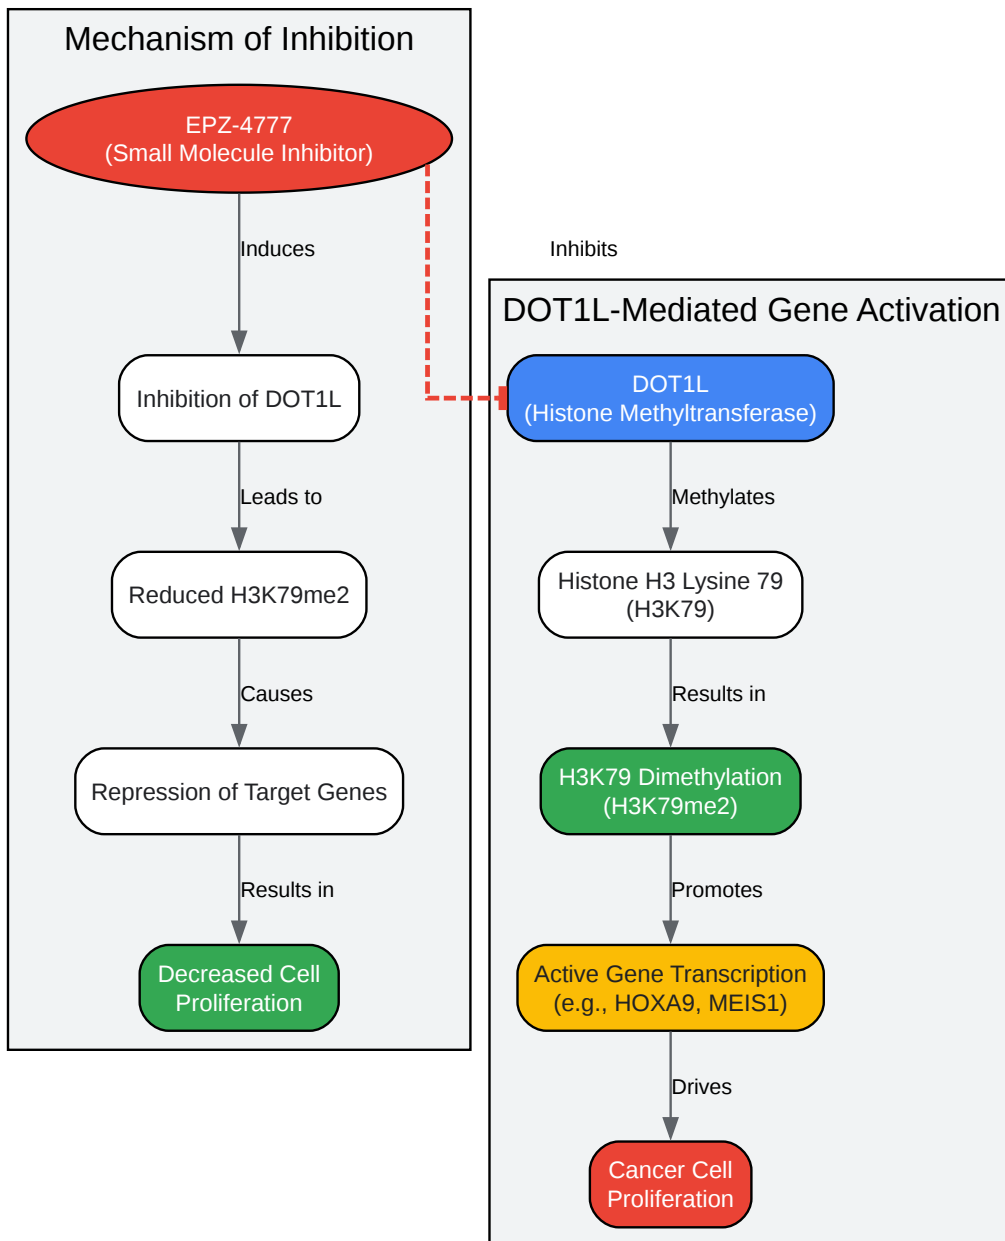 Mechanism of Inhibition
EPZ-4777
(Small Molecule Inhibitor)
Induces
Inhibition of DOT1L
Leads to
Reduced H3K79me2
Causes
Repression of Target Genes
Results in
Decreased Cell
Proliferation
Inhibits
DOT1L-Mediated Gene Activation
DOT1L
(Histone Methyltransferase)
Methylates
Histone H3 Lysine 79
(H3K79)
Results in
H3K79 Dimethylation
(H3K79me2)
Promotes
Active Gene Transcription
(e.g., HOXA9, MEIS1)
Drives
Cancer Cell
Proliferation